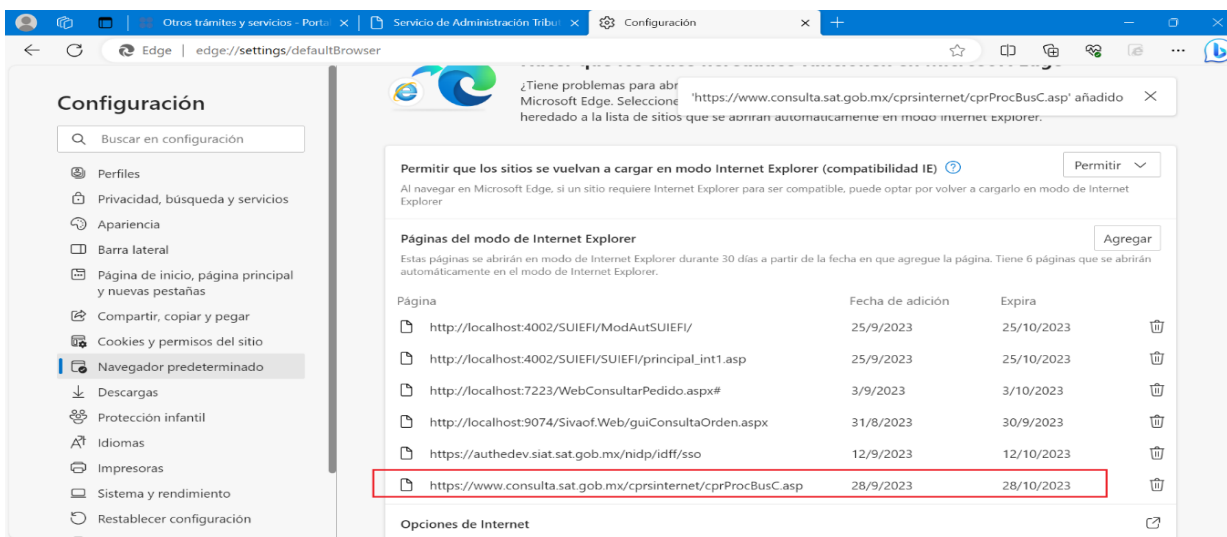 Otros trámites y servicios - Porta
Servicio de Administración Tribut
Configuración
Edge | edge://settings/defaultBrowser
Configuración
Buscar en configuración
Perfiles
Privacidad, búsqueda y servicios
Apariencia
Barra lateral
Página de inicio, página principal
y nuevas pestañas
Compartir, copiar y pegar
Cookies y permisos del sitio
Navegador predeterminado
Descargas
Protección infantil
Idiomas
Impresoras
Sistema y rendimiento
Restablecer configuración
¿Tiene problemas para abr
Microsoft Edge. Seleccione
heredado a la lista de sitios que se abrirán automáticamente en modo Internet Explorer.
'https://www.consulta.sat.gob.mx/cprsinternet/cprProcBusC.asp' añadido
Permitir que los sitios se vuelvan a cargar en modo Internet Explorer (compatibilidad IE)
Permitir
Al navegar en Microsoft Edge, si un sitio requiere Internet Explorer para ser compatible, puede optar por volver a cargarlo en modo de Internet
Explorer
Páginas del modo de Internet Explorer
Agregar
Estas páginas se abrirán en modo de Internet Explorer durante 30 días a partir de la fecha en que agregue la página. Tiene 6 páginas que se abrirán
automáticamente en el modo de Internet Explorer.
Página Fecha de adición Expira
http://localhost:4002/SUIEFI/ModAutSUIEFI/ 25/9/2023 25/10/2023
http://localhost:4002/SUIEFI/SUIEFI/principal_int1.asp 25/9/2023 25/10/2023
http://localhost:7223/WebConsultarPedido.aspx# 3/9/2023 3/10/2023
http://localhost:9074/Sivaof.Web/guiConsultaOrden.aspx 31/8/2023 30/9/2023
https://authedev.siat.sat.gob.mx/nidp/idff/sso 12/9/2023 12/10/2023
https://www.consulta.sat.gob.mx/cprsinternet/cprProcBusC.asp 28/9/2023 28/10/2023
Opciones de Internet